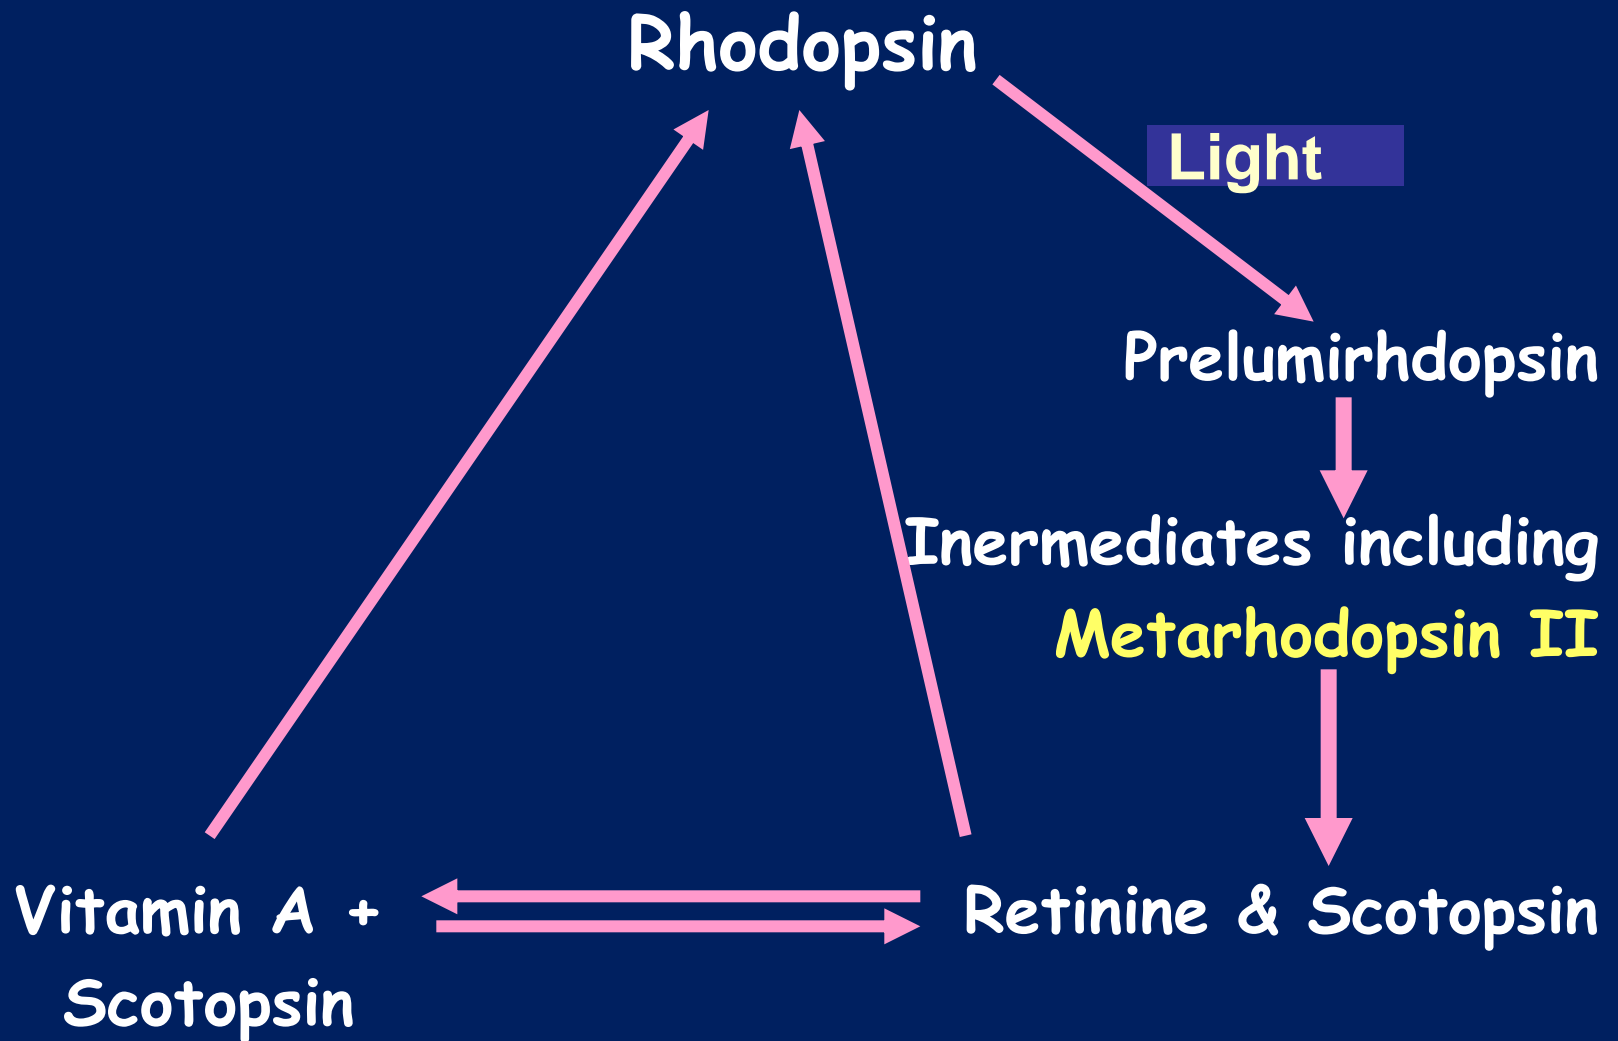 Rhodopsin
Light
Prelumirhdopsin
Inermediates including
Metarhodopsin II
Vitamin A +
Scotopsin
Retinine & Scotopsin